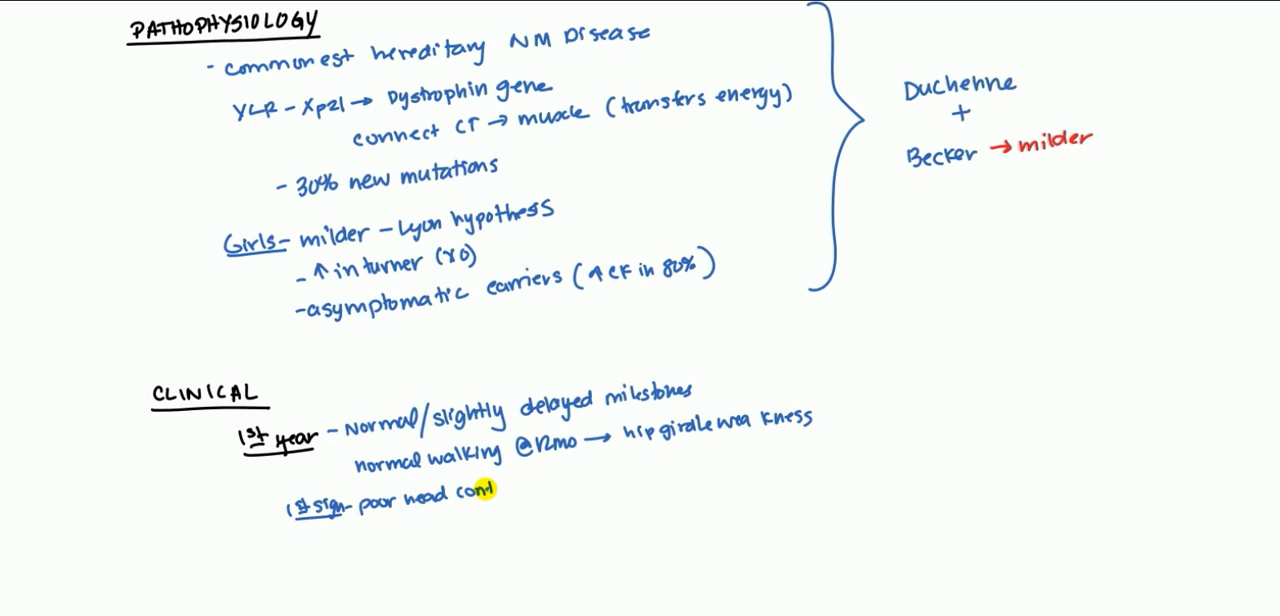 PATHOPHYSIOLOGY
- commonest hereditary NM Disease
XLR - Xp21 → Dystrophin gene
connect CT → muscle (transfers energy)
- 30% new mutations
Girls - milder - Lyon hypothess
- ↑ in turner (XO)
- asymptomatic carriers (↑CK in 80%)
Duchenne
+
Becker → milder
CLINICAL
1st year - Normal/slightly delayed milestones
normal walking @12mo → hip girdle weakness
1st sign - poor head cont